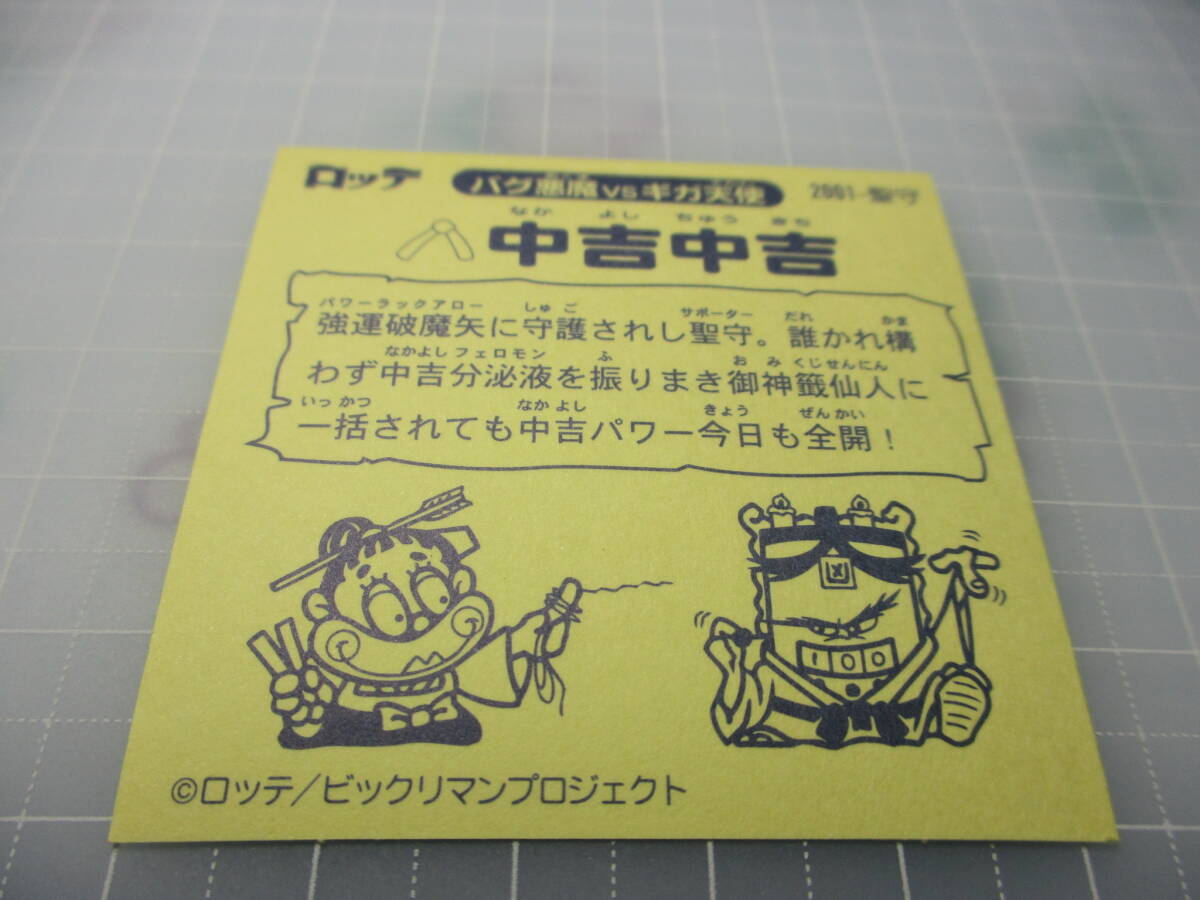 ロッテ
バグ悪魔vsギガ天使
2001-聖守
なか よし ちゅう きち
中吉中吉
パワーラックアロー しゅ ご サポーター だれ かま
強運破魔矢に守護されし聖守。誰かれ構
なかよし フェロモン ふ お み くじせんにん
わず中吉分泌液を振りまき御神籤仙人に
いっ かつ なか よし きょう ぜんかい
一括されても中吉パワー今日も全開！
大
100
©ロッテ/ビックリマンプロジェクト